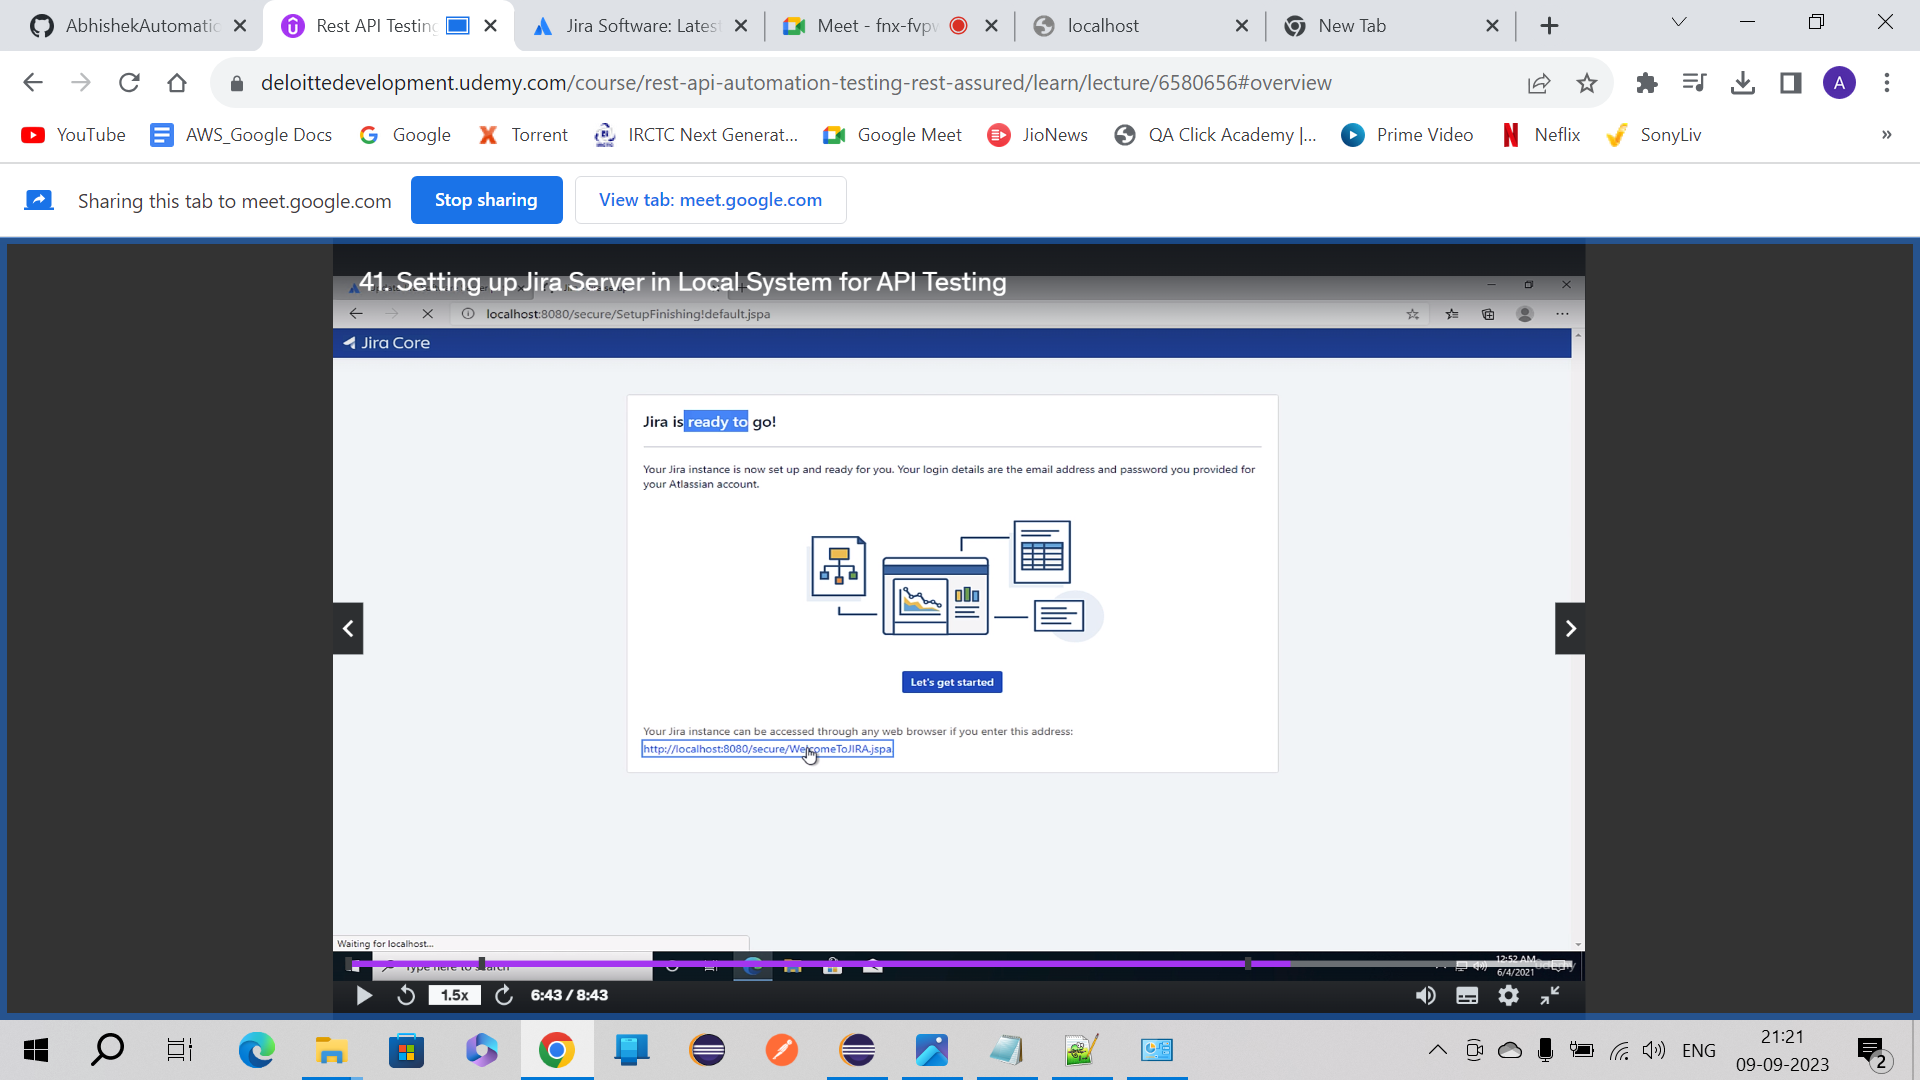 AbhishekAutomatic
Rest API Testing
Jira Software: Latest
Meet - fnx-fvpw
localhost
New Tab
deloittedevelopment.udemy.com/course/rest-api-automation-testing-rest-assured/learn/lecture/6580656#overview
A
YouTube
AWS_Google Docs
Google
Torrent
IRCTC Next Generat...
Google Meet
JioNews
QA Click Academy |...
Prime Video
Neflix
SonyLiv
»
Sharing this tab to meet.google.com
Stop sharing
View tab: meet.google.com
41. Setting up Jira Server in Local System for API Testing
localhost:8080/secure/SetupFinishing!default.jspa
Jira Core
Jira is ready to go!
Your Jira instance is now set up and ready for you. Your login details are the email address and password you provided for
your Atlassian account.
Let's get started
Your Jira instance can be accessed through any web browser if you enter this address:
http://localhost:8080/secure/WelcomeToJIRA.jspa
Waiting for localhost...
Type here to search
12:52 AM
6/4/2021
1.5x
6:43 / 8:43
ENG
21:21
09-09-2023
2